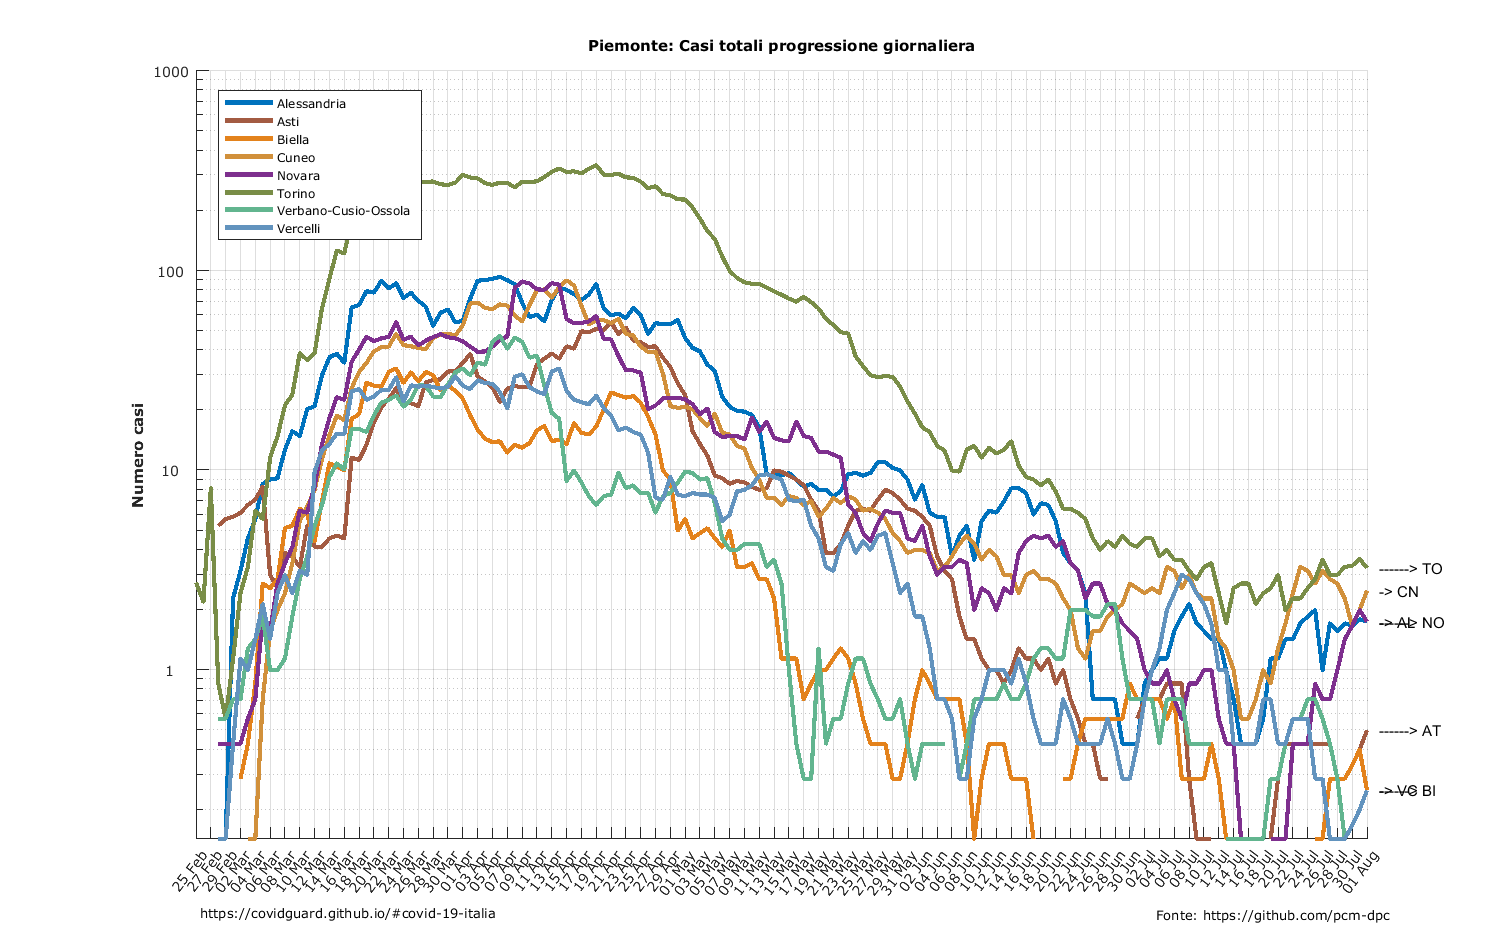 Piemonte: Casi totali progressione giornaliera
1000
100
10
1
Numero casi
Alessandria
Asti
Biella
Cuneo
Novara
Torino
Verbano-Cusio-Ossola
Vercelli
------> TO
-> CN
-> AL
------> NO
------> AT
-> VC
------> BI
25 Feb
27 Feb
29 Feb
02 Mar
04 Mar
06 Mar
08 Mar
10 Mar
12 Mar
14 Mar
16 Mar
18 Mar
20 Mar
22 Mar
24 Mar
26 Mar
28 Mar
30 Mar
01 Apr
03 Apr
05 Apr
07 Apr
09 Apr
11 Apr
13 Apr
15 Apr
17 Apr
19 Apr
21 Apr
23 Apr
25 Apr
27 Apr
29 Apr
01 May
03 May
05 May
07 May
09 May
11 May
13 May
15 May
17 May
19 May
21 May
23 May
25 May
27 May
29 May
31 May
02 Jun
04 Jun
06 Jun
08 Jun
10 Jun
12 Jun
14 Jun
16 Jun
18 Jun
20 Jun
22 Jun
24 Jun
26 Jun
28 Jun
30 Jun
02 Jul
04 Jul
06 Jul
08 Jul
10 Jul
12 Jul
14 Jul
16 Jul
18 Jul
20 Jul
22 Jul
24 Jul
26 Jul
28 Jul
30 Jul
01 Aug
https://covidguard.github.io/#covid-19-italia
Fonte: https://github.com/pcm-dpc